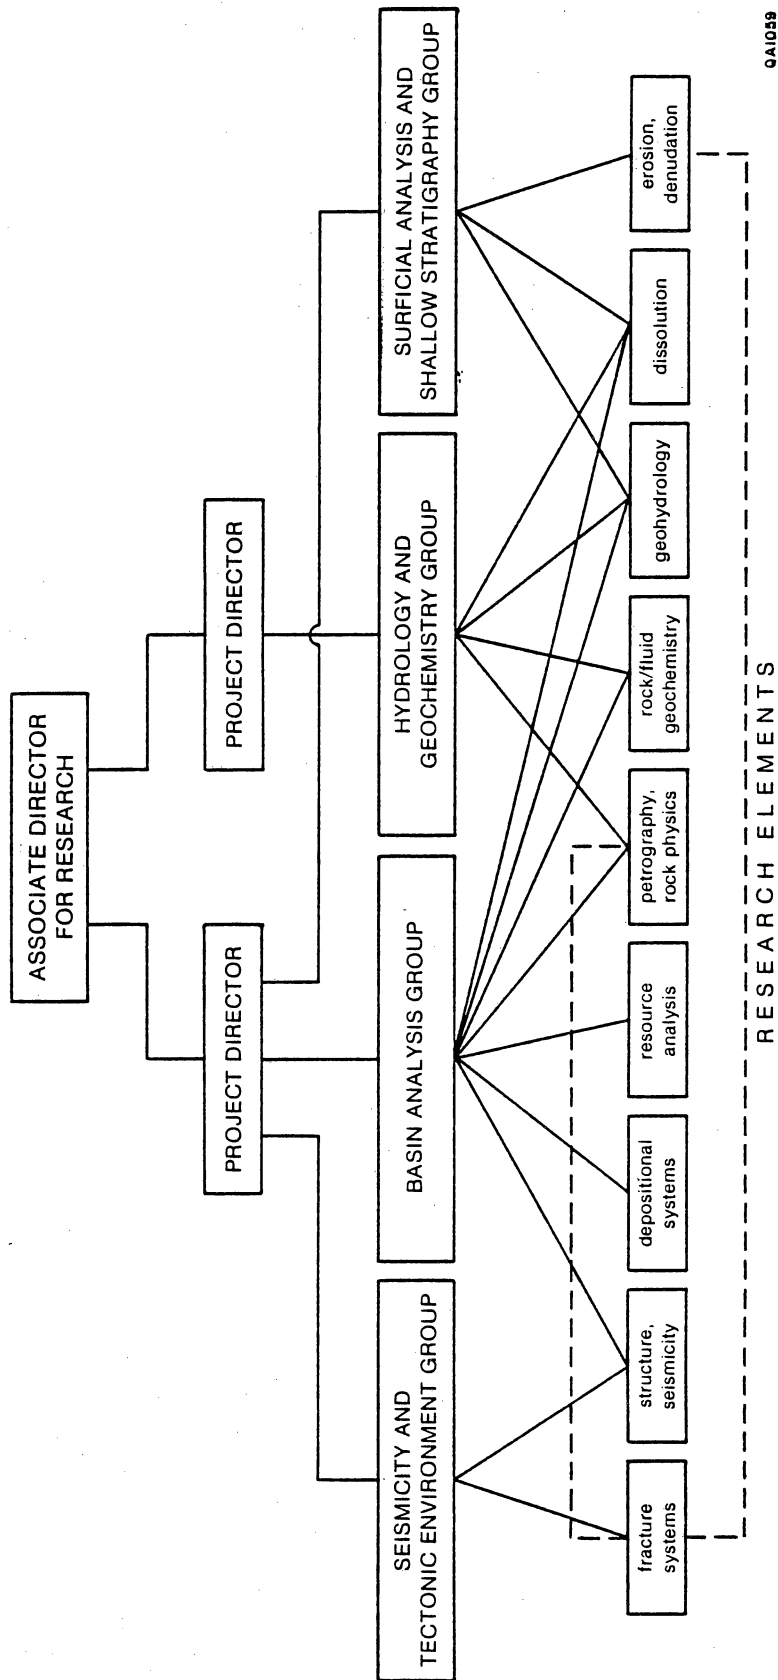 ASSOCIATE DIRECTOR
FOR RESEARCH
PROJECT DIRECTOR
PROJECT DIRECTOR
SEISMICITY AND
TECTONIC ENVIRONMENT GROUP
BASIN ANALYSIS GROUP
HYDROLOGY AND
GEOCHEMISTRY GROUP
SURFICIAL ANALYSIS AND
SHALLOW STRATIGRAPHY GROUP
fracture
systems
structure,
seismicity
depositional
systems
resource
analysis
petrography,
rock physics
rock/fluid
geochemistry
geohydrology
dissolution
erosion,
denudation
RESEARCH ELEMENTS
QA1059